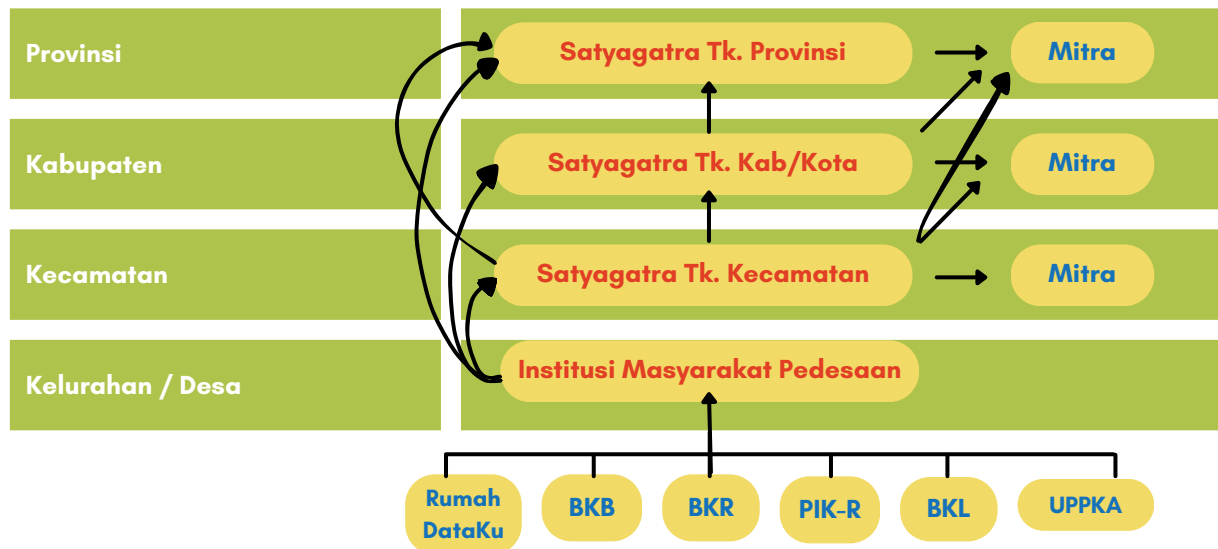 Provinsi
Satyagatra Tk. Provinsi
Mitra
Kabupaten
Satyagatra Tk. Kab/Kota
Mitra
Kecamatan
Satyagatra Tk. Kecamatan
Mitra
Kelurahan / Desa
Institusi Masyarakat Pedesaan
Rumah
DataKu
BKB
BKR
PIK-R
BKL
UPPKA